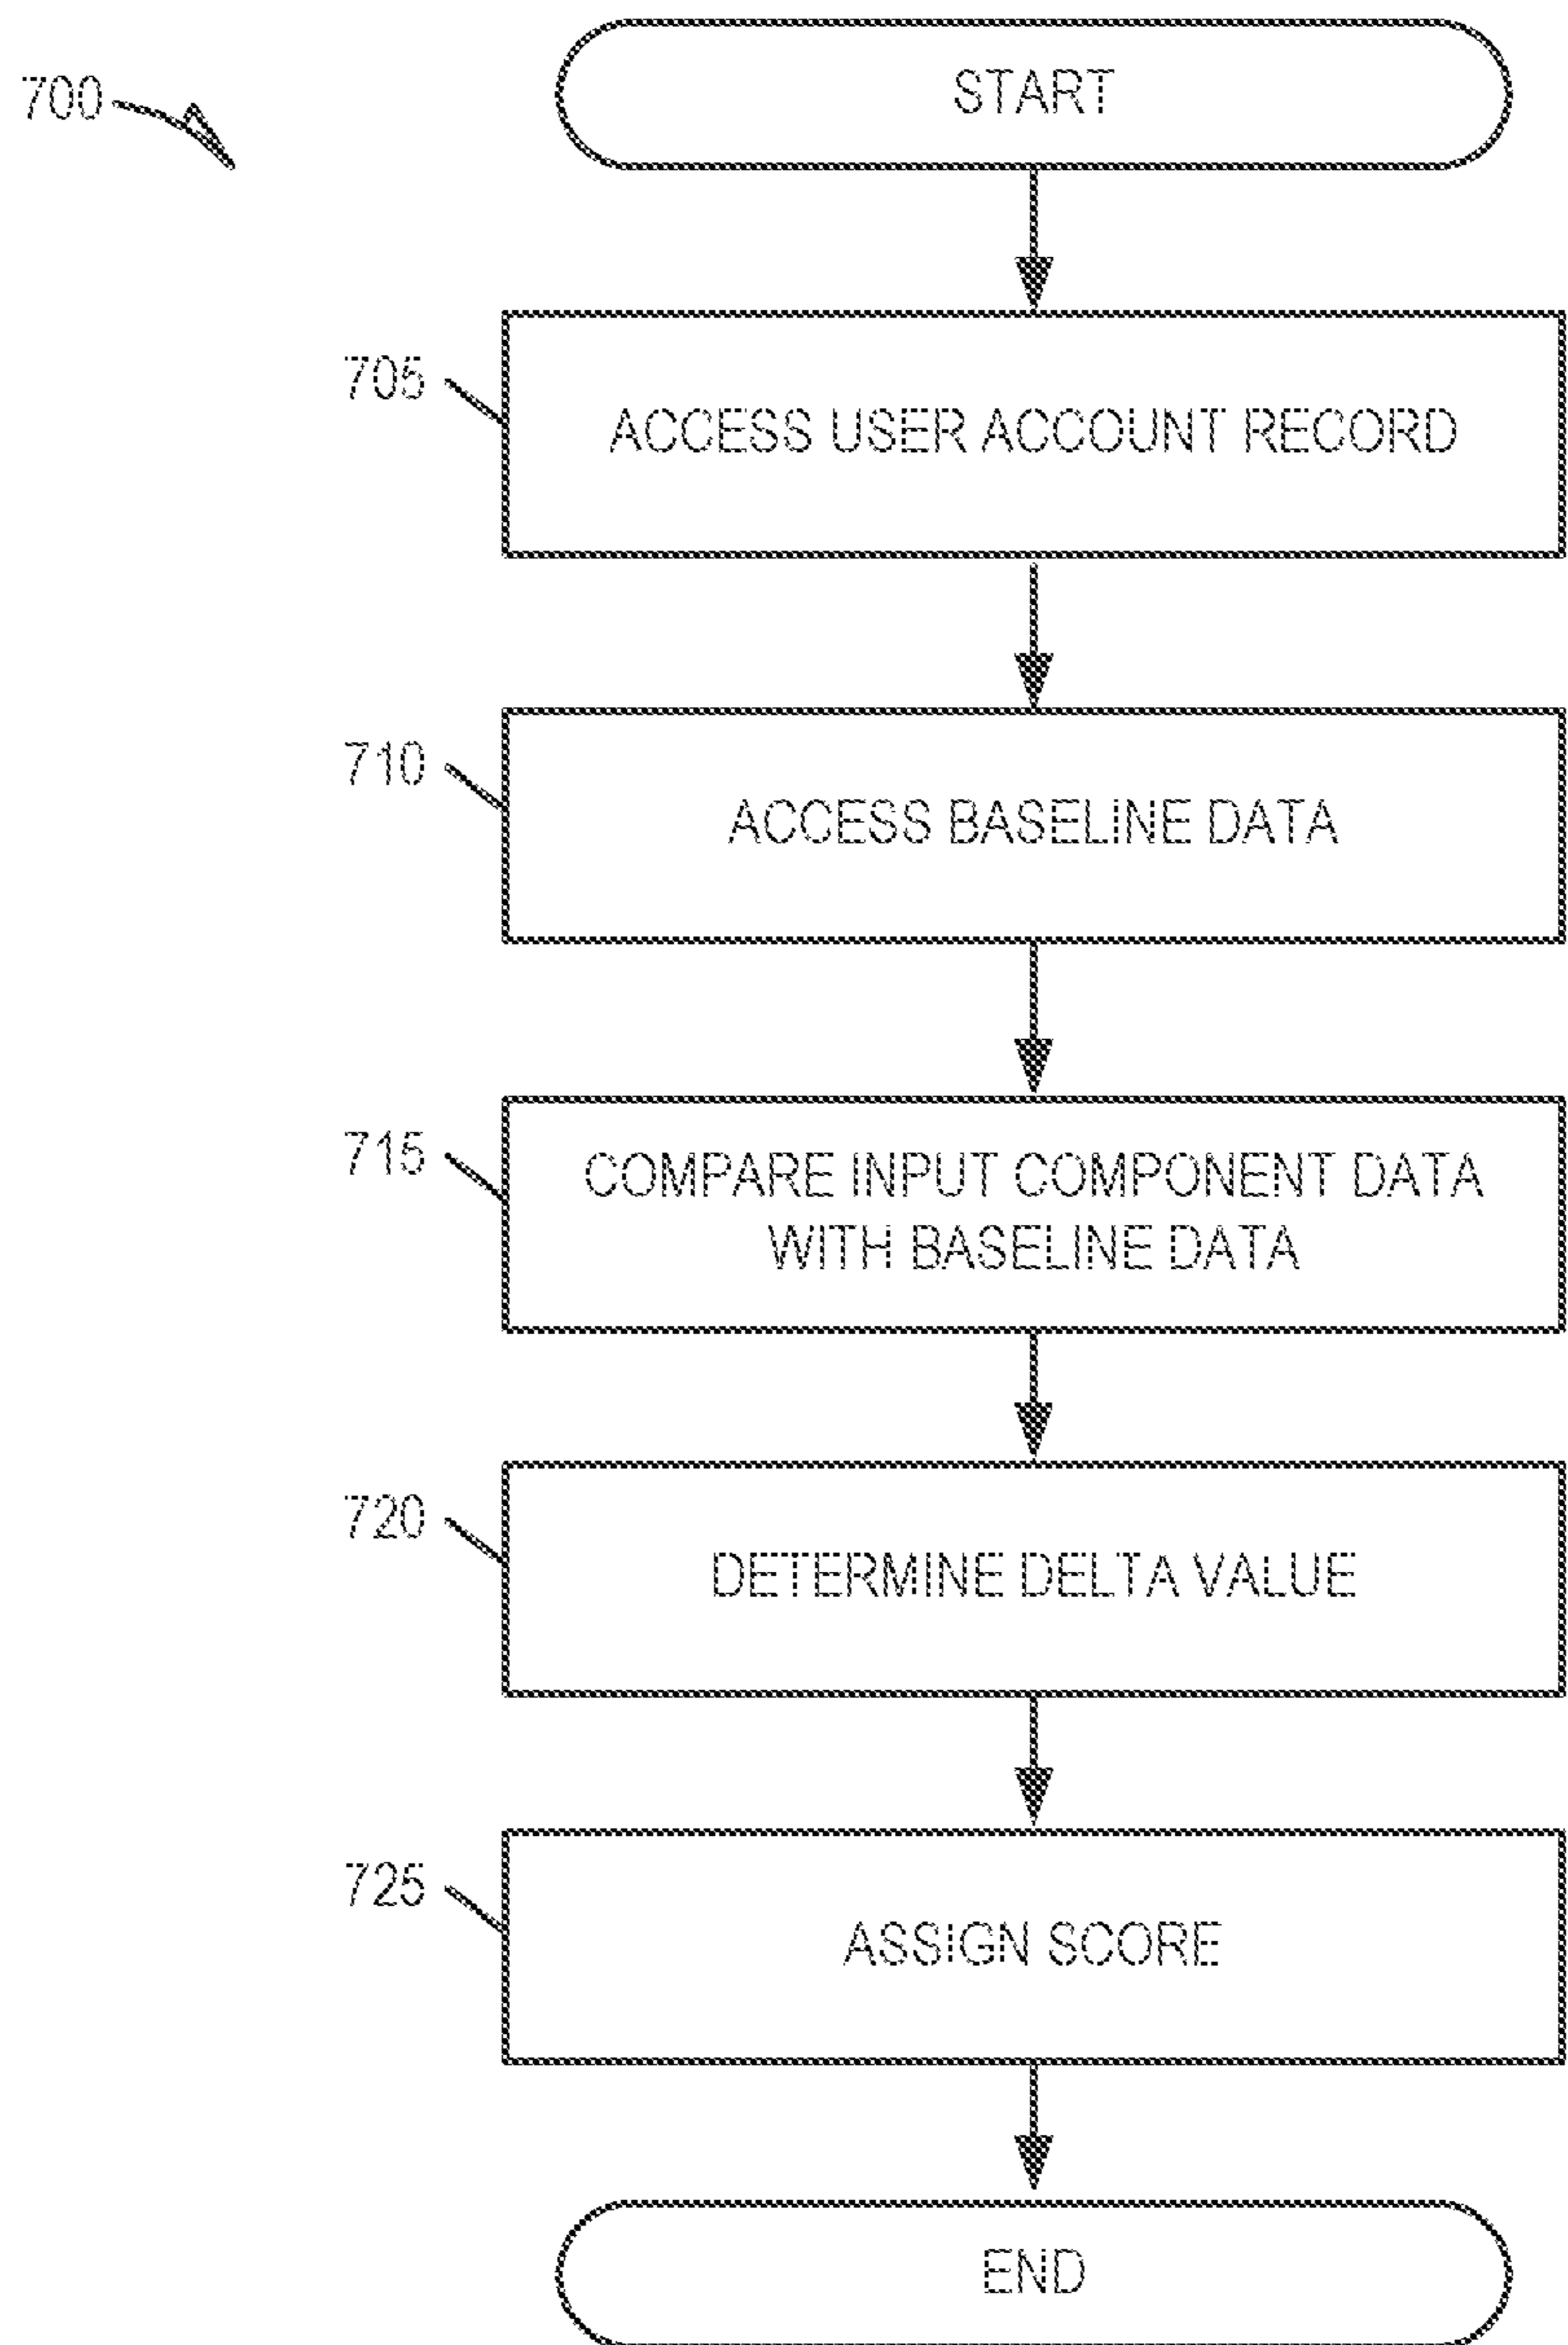 700
START
705
ACCESS USER ACCOUNT RECORD
710
ACCESS BASELINE DATA
715
COMPARE INPUT COMPONENT DATA
WITH BASELINE DATA
720
DETERMINE DELTA VALUE
725
ASSIGN SCORE
END